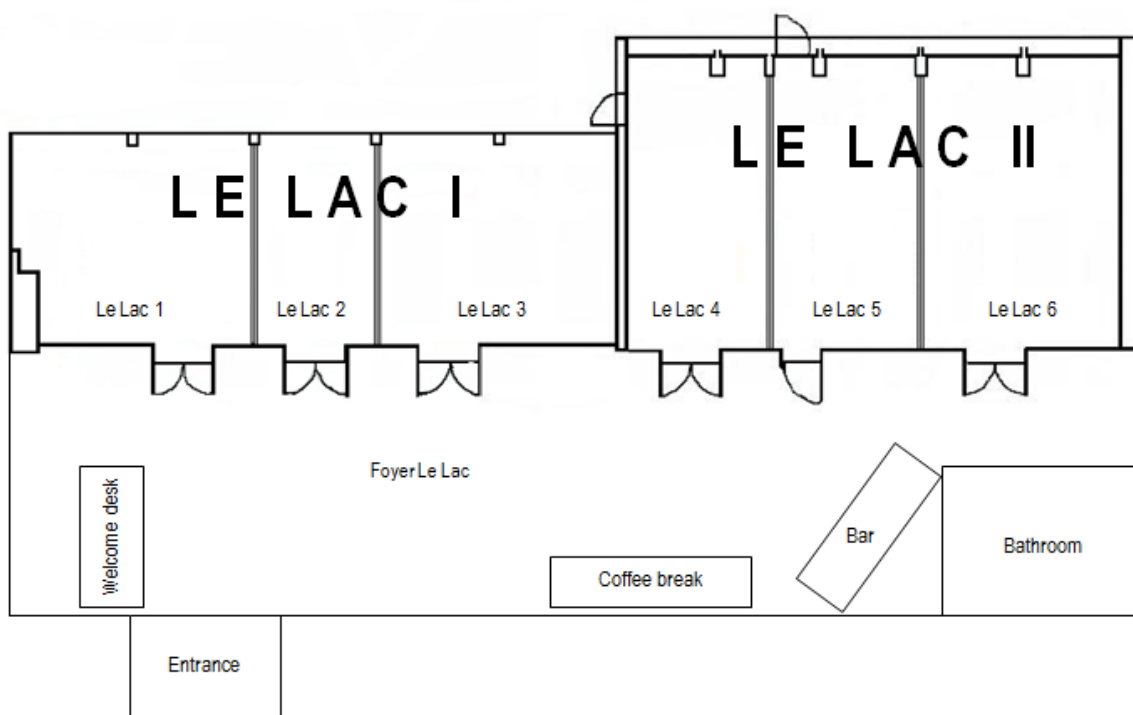 LE LAC II
LE LAC I
Le Lac 1
Le Lac 2
Le Lac 3
Le Lac 4
Le Lac 5
Le Lac 6
Foyer Le Lac
Welcome desk
Bar
Bathroom
Coffee break
Entrance